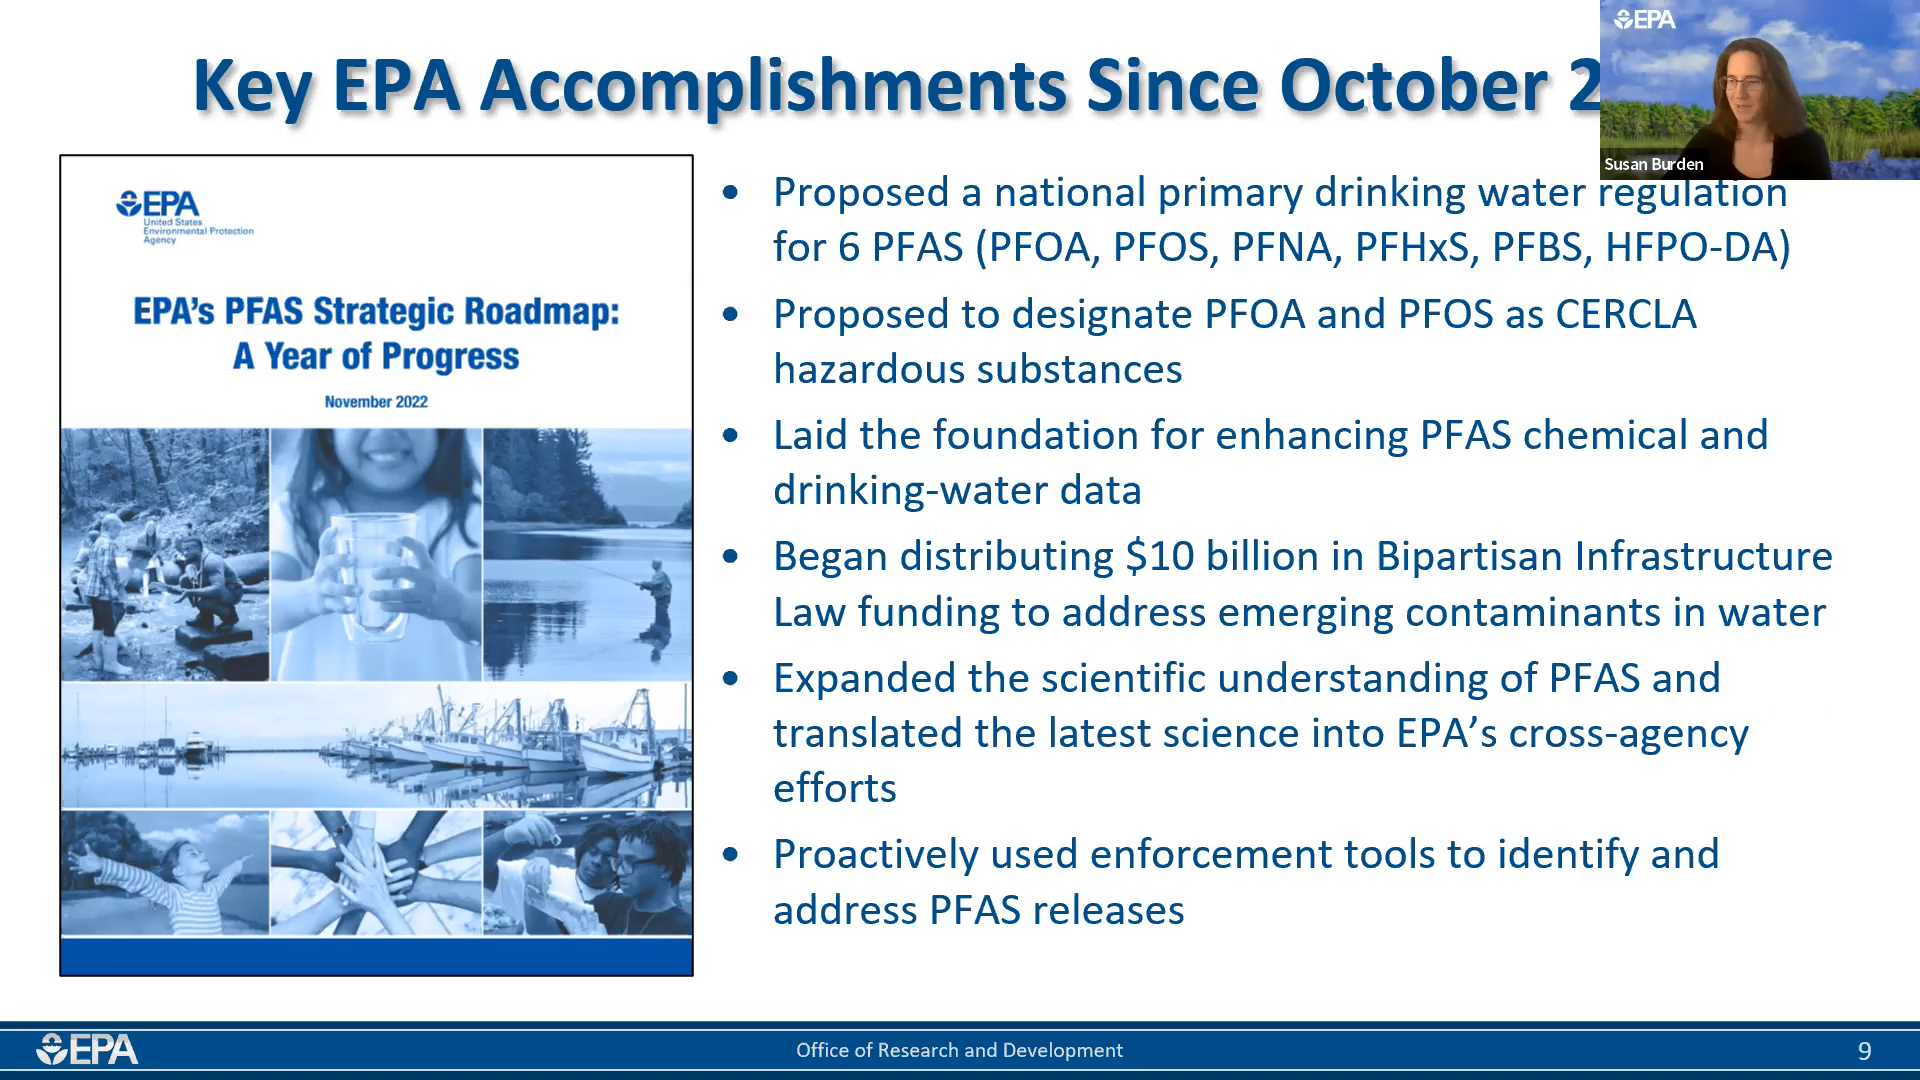 Key EPA Accomplishments Since October 2
EPA
Susan Burden
EPA
United States
Environmental Protection
Agency
EPA's PFAS Strategic Roadmap:
A Year of Progress
November 2022
• Proposed a national primary drinking water regulation
for 6 PFAS (PFOA, PFOS, PFNA, PFHxS, PFBS, HFPO-DA)
• Proposed to designate PFOA and PFOS as CERCLA
hazardous substances
• Laid the foundation for enhancing PFAS chemical and
drinking-water data
• Began distributing $10 billion in Bipartisan Infrastructure
Law funding to address emerging contaminants in water
• Expanded the scientific understanding of PFAS and
translated the latest science into EPA’s cross-agency
efforts
• Proactively used enforcement tools to identify and
address PFAS releases
EPA
Office of Research and Development
9